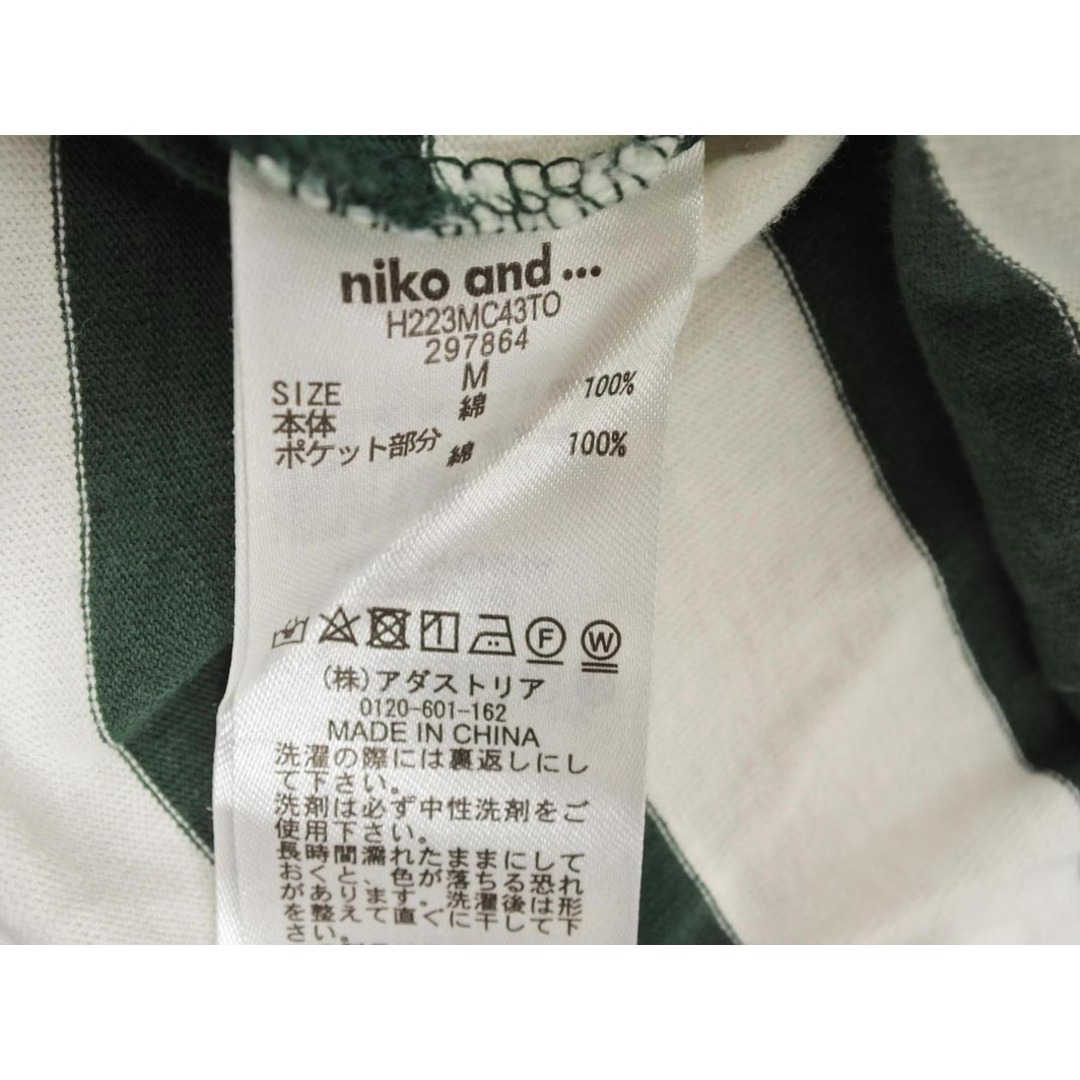 niko and ...
H223MC43TO
297864
SIZE M
本体 綿 100%
ポケット部分 綿 100%
F W
(株)アダストリア
0120-601-162
MADE IN CHINA
洗濯の際には裏返しにし
て下さい。
洗剤は必ず中性洗剤をご
使用下さい。
長時間濡れたままにして
おくと、色が落ちる恐れ
があります。洗濯後は形
を整えて直ぐに干して下
さい。